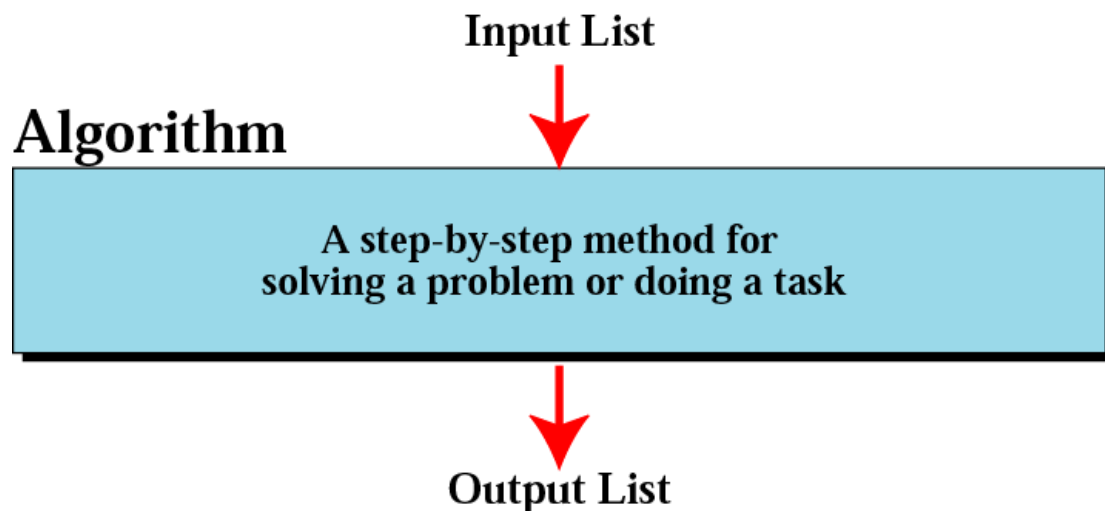 Input List
Algorithm
A step-by-step method for
solving a problem or doing a task
Output List